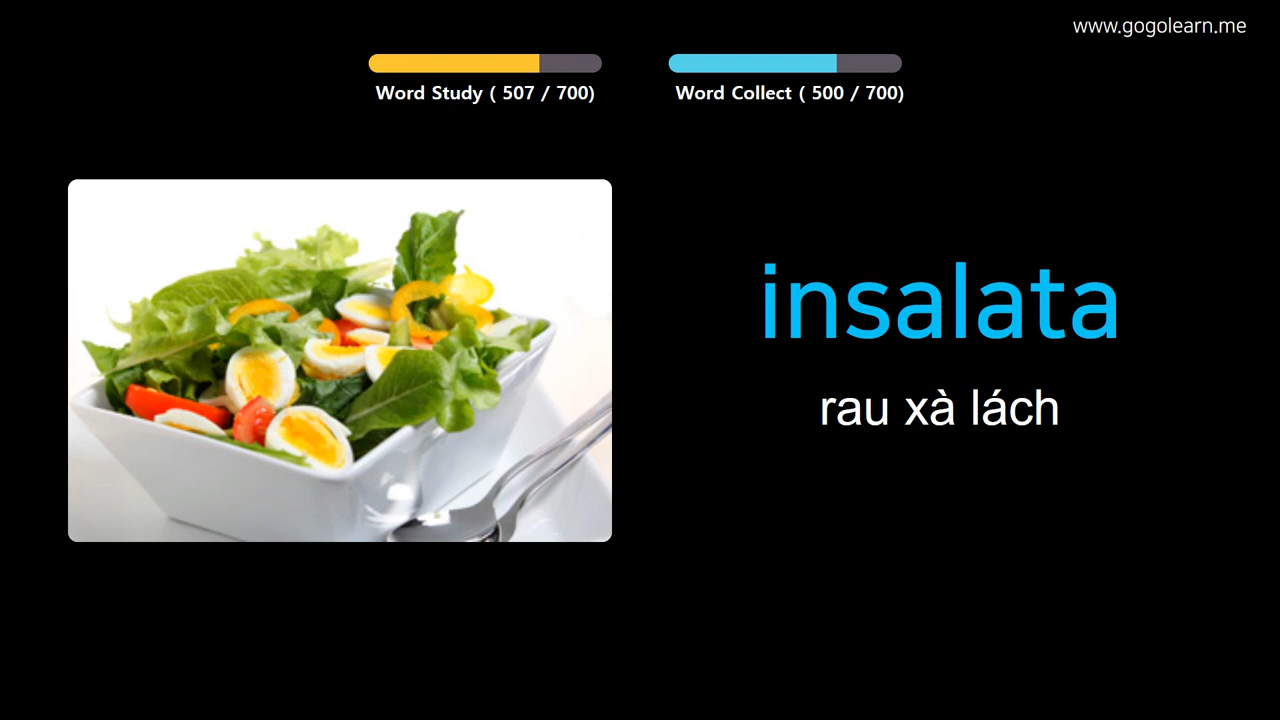 www.gogolearn.me
Word Study ( 507 / 700)
Word Collect ( 500 / 700)
insalata
rau xà lách